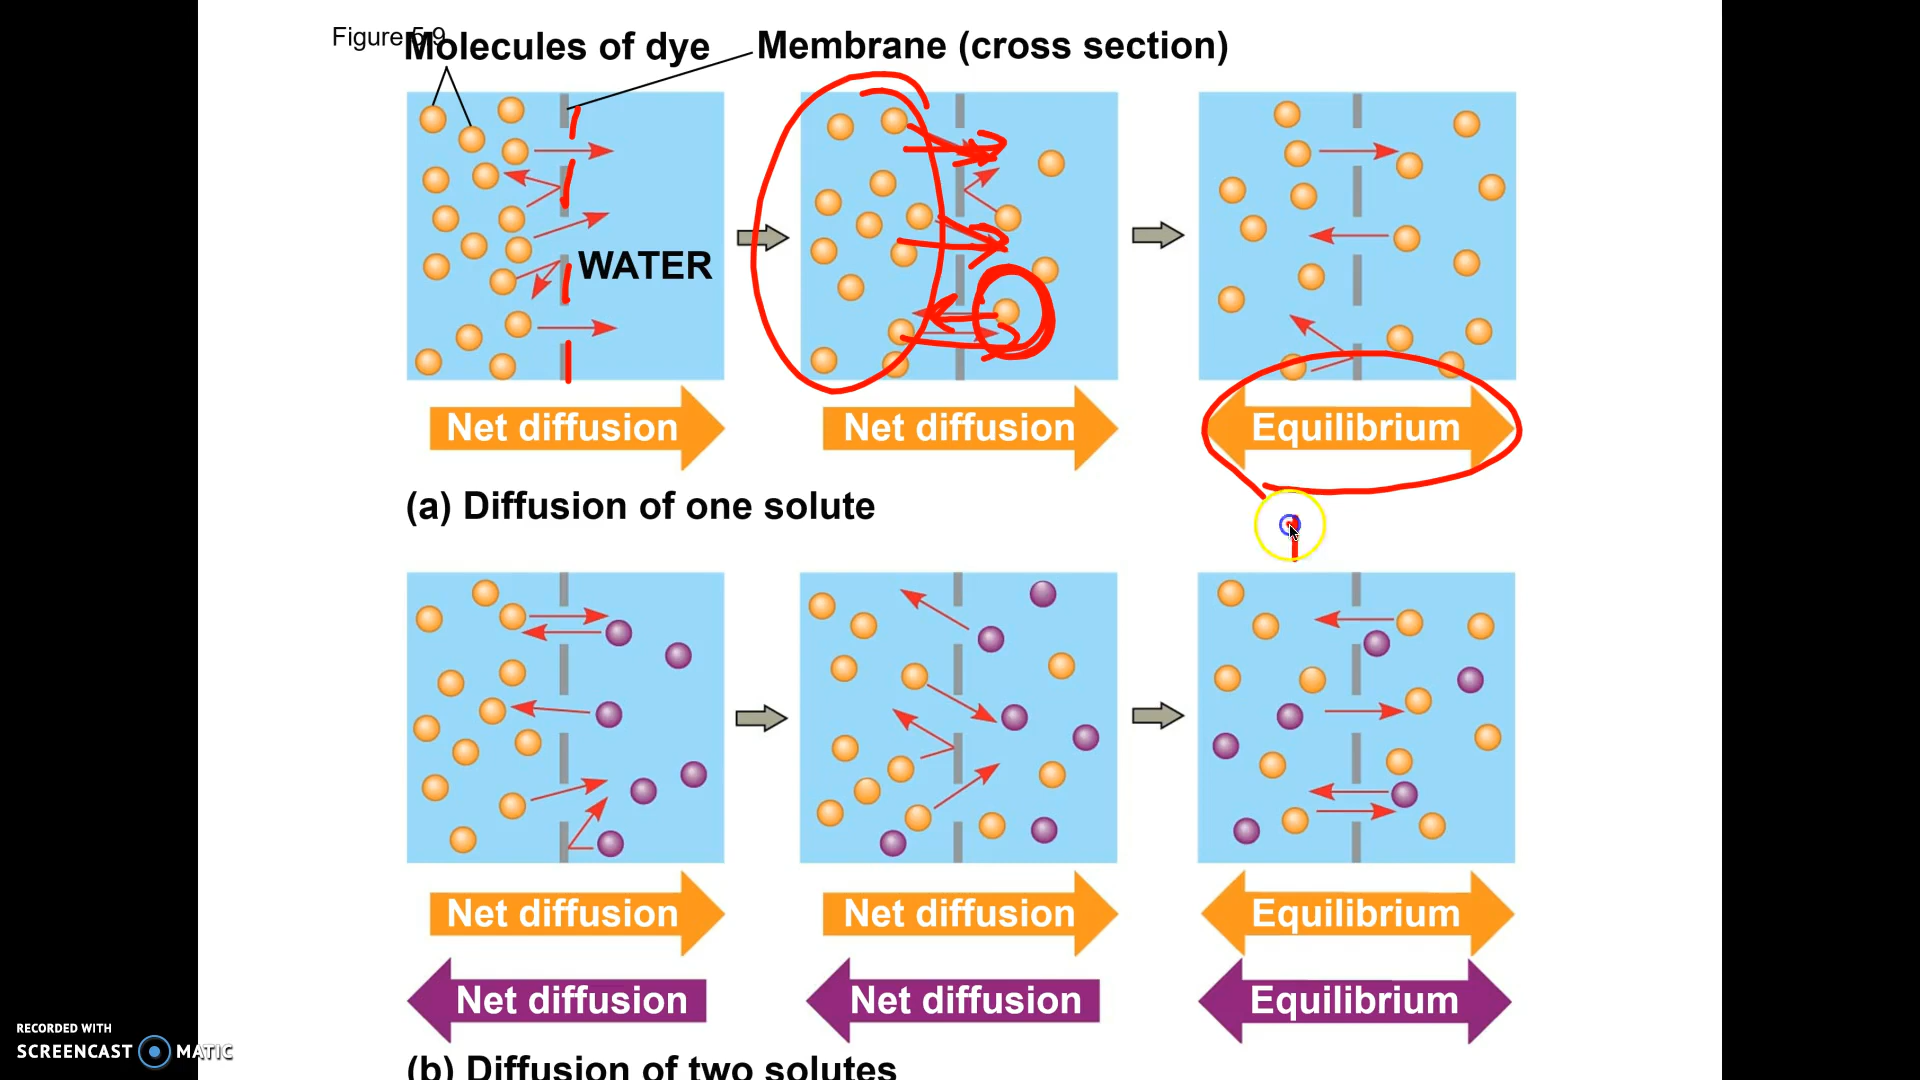 Figure 5.9
Molecules of dye
Membrane (cross section)
WATER
Net diffusion
Net diffusion
Equilibrium
(a) Diffusion of one solute
Net diffusion
Net diffusion
Equilibrium
Net diffusion
Net diffusion
Equilibrium
(b) Diffusion of two solutes
RECORDED WITH
SCREENCAST MATIC